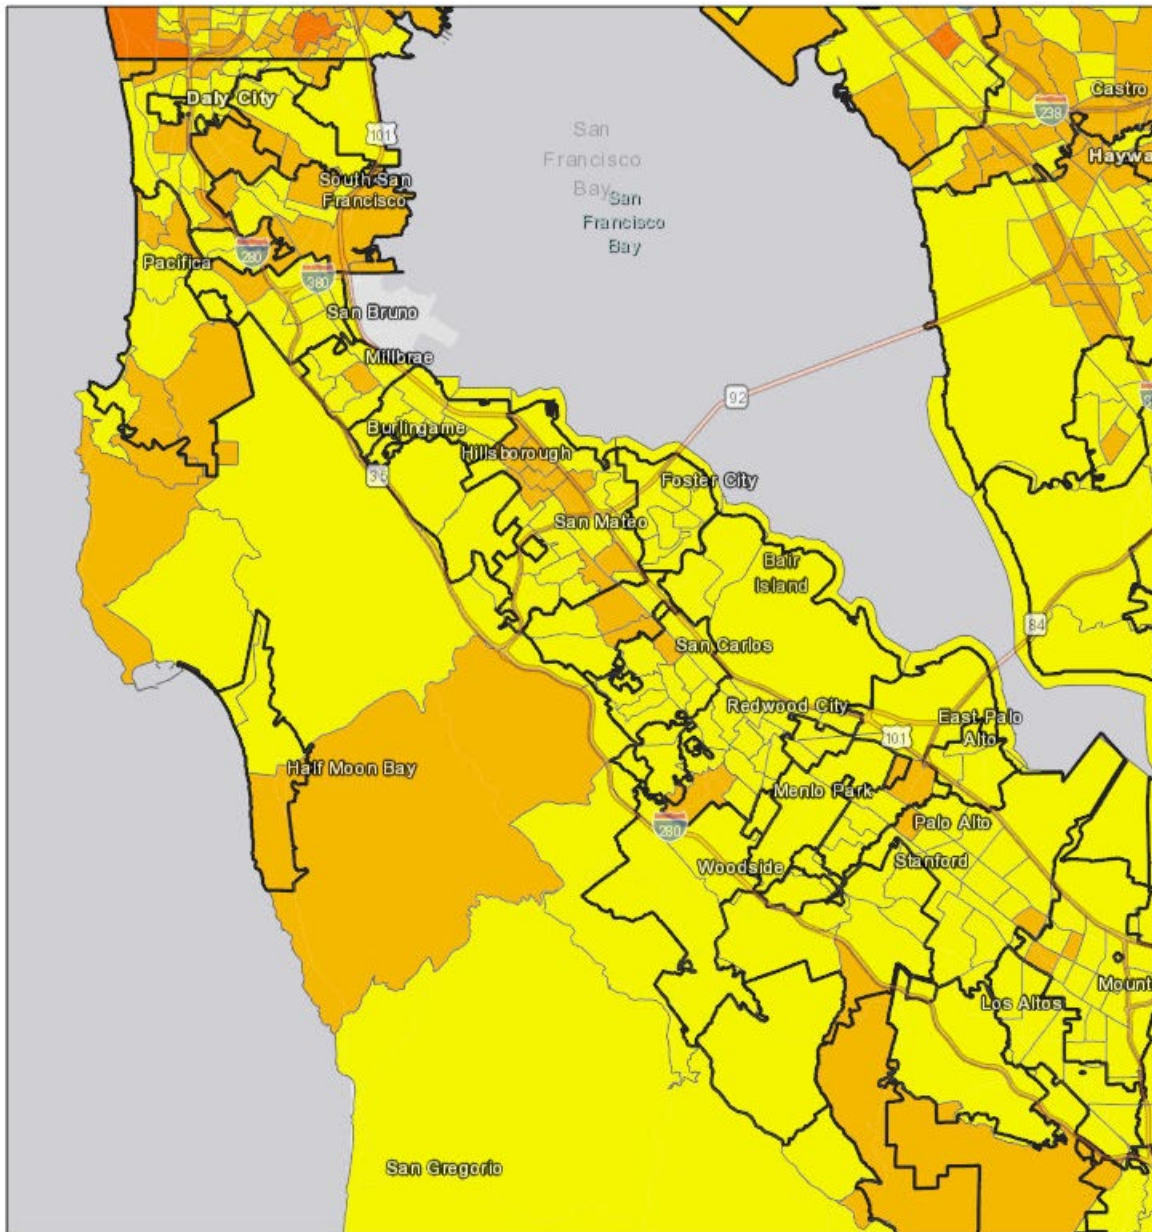 Castro
Daly City
238
101
San
Francisco
Bay
Haywa
South San
Francisco
San
Francisco
Bay
280
Pacifica
380
San Bruno
Millbrae
92
Burlingame
Hillsborough
35
Foster City
San Mateo
Bair
Island
84
San Carlos
Redwood City
East Palo
Alto
101
Half Moon Bay
Menlo Park
Palo Alto
280
Stanford
Woodside
Mount
Los Altos
San Gregorio